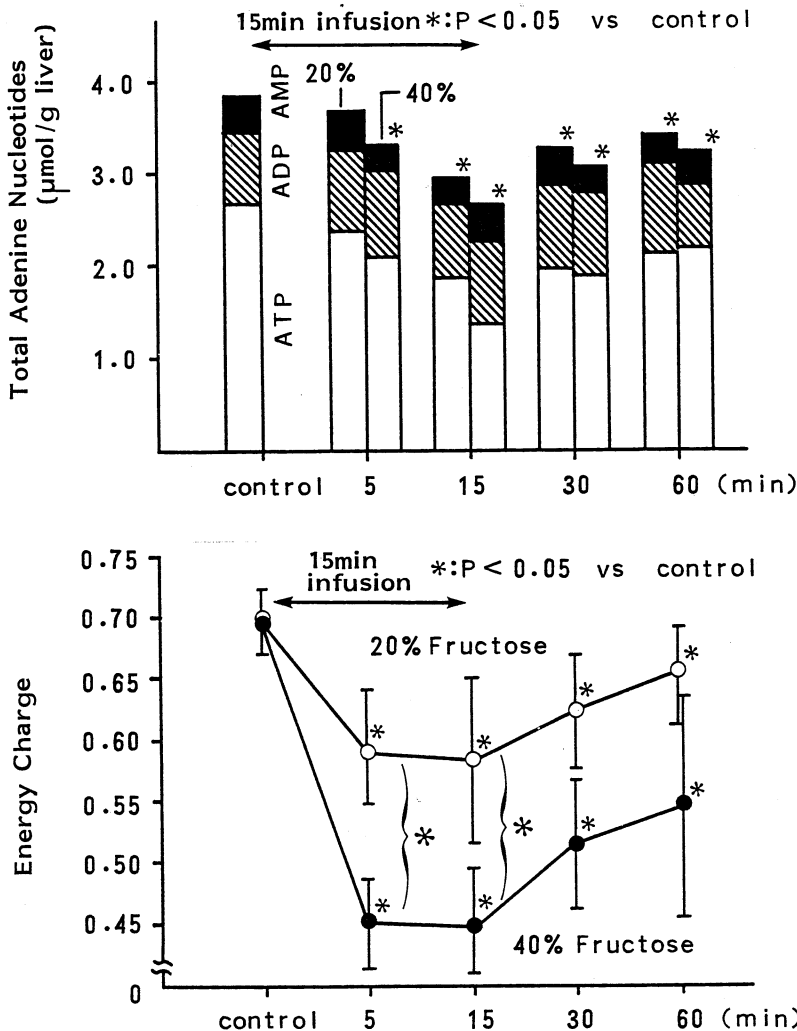 15min infusion *:P < 0.05 vs control
Total Adenine Nucleotides
(μmol/g liver)
4.0
3.0
2.0
1.0
AMP
ADP
ATP
20%
40%
*
*
*
*
*
*
*
control 5 15 30 60 (min)
0.75
0.70
0.65
0.60
0.55
0.50
0.45
0
Energy Charge
15min
infusion
*:P < 0.05 vs control
20% Fructose
*
*
*
*
*
*
*
*
*
*
40% Fructose
control 5 15 30 60 (min)